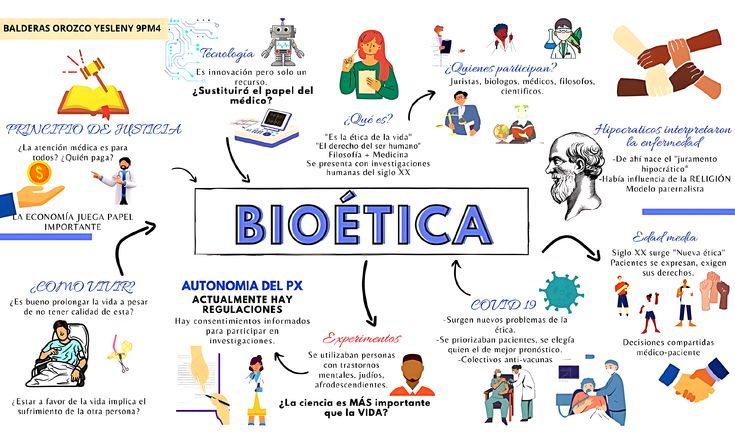 BALDERAS OROZCO YESLENY 9PM4
Tecnología
Es innovación pero solo un
recurso.
¿Sustituirá el papel del
médico?
¿Qué es?
"Es la ética de la vida"
"El derecho del ser humano"
Filosofía + Medicina
Se presenta con investigaciones
humanas del siglo XX
¿Quienes participan?
Juristas, biologos, médicos, filosofos,
cientificos.
PRINCIPIO DE JUSTICIA
¿La atención médica es para
todos? ¿Quién paga?
LA ECONOMÍA JUEGA PAPEL
IMPORTANTE
Hipocraticos interpretaron
la enfermedad
-De ahí nace el "juramento
hipocrático"
-Había influencia de la RELIGIÓN
Modelo paternalista
BIOÉTICA
¿COMO VIVIR?
¿Es bueno prolongar la vida a pesar
de no tener calidad de esta?
¿Estar a favor de la vida implica el
sufrimiento de la otra persona?
AUTONOMIA DEL PX
ACTUALMENTE HAY
REGULACIONES
Hay consentimientos informados
para participar en
investigaciones.
Experimentos
Se utilizaban personas
con trastornos
mentales, judíos,
afrodescendientes.
¿La ciencia es MÁS importante
que la VIDA?
COVID 19
-Surgen nuevos problemas de la
ética.
-Se priorizaban pacientes, se elegía
quien el de mejor pronóstico.
-Colectivos anti-vacunas
Edad media
Siglo XX surge "Nueva ética"
Pacientes se expresan, exigen
sus derechos.
Decisiones compartidas
médico-paciente